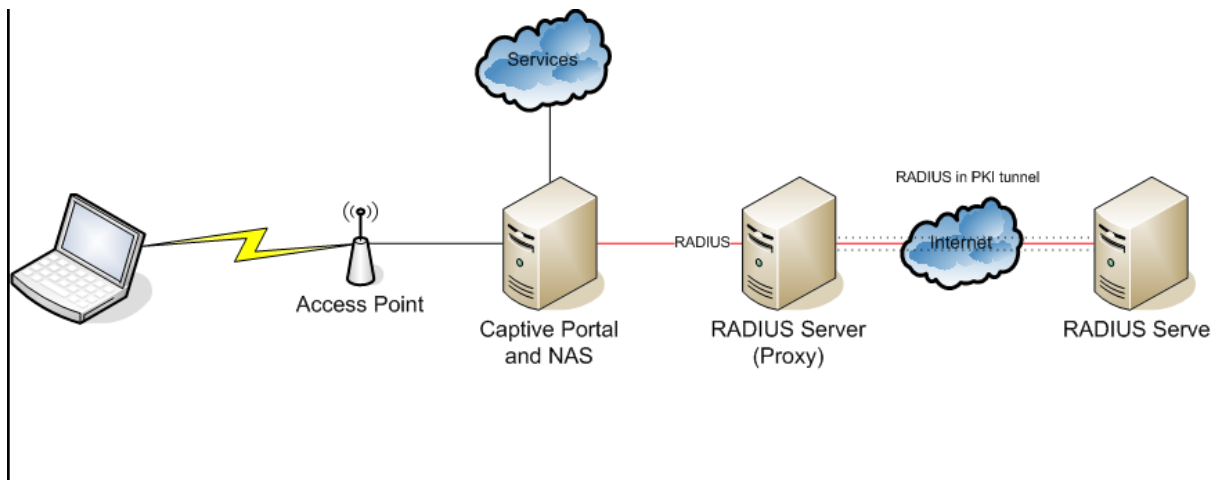 Services
RADIUS in PKI tunnel
RADIUS
Internet
Access Point
Captive Portal
and NAS
RADIUS Server
(Proxy)
RADIUS Serve